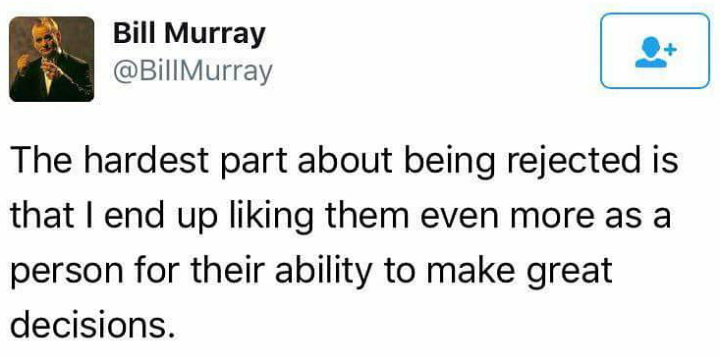 Bill Murray
@BillMurray
The hardest part about being rejected is
that I end up liking them even more as a
person for their ability to make great
decisions.